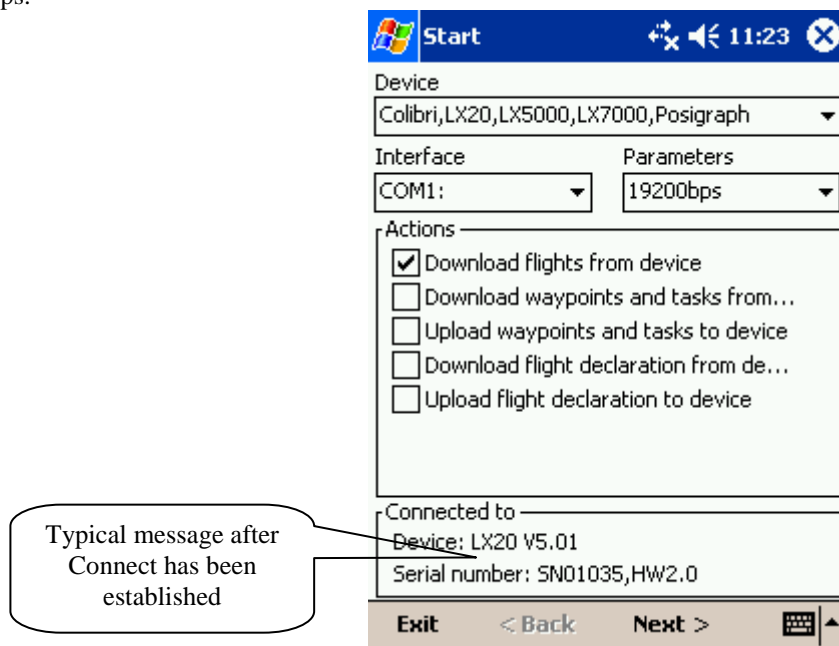 ps.
Start 11:23
Device
Colibri,LX20,LX5000,LX7000,Posigraph
Interface Parameters
COM1: 19200bps
Actions
Download flights from device
Download waypoints and tasks from...
Upload waypoints and tasks to device
Download flight declaration from de...
Upload flight declaration to device
Connected to
Device: LX20 V5.01
Serial number: SN01035,HW2.0
Typical message after
Connect has been
established
Exit < Back Next >